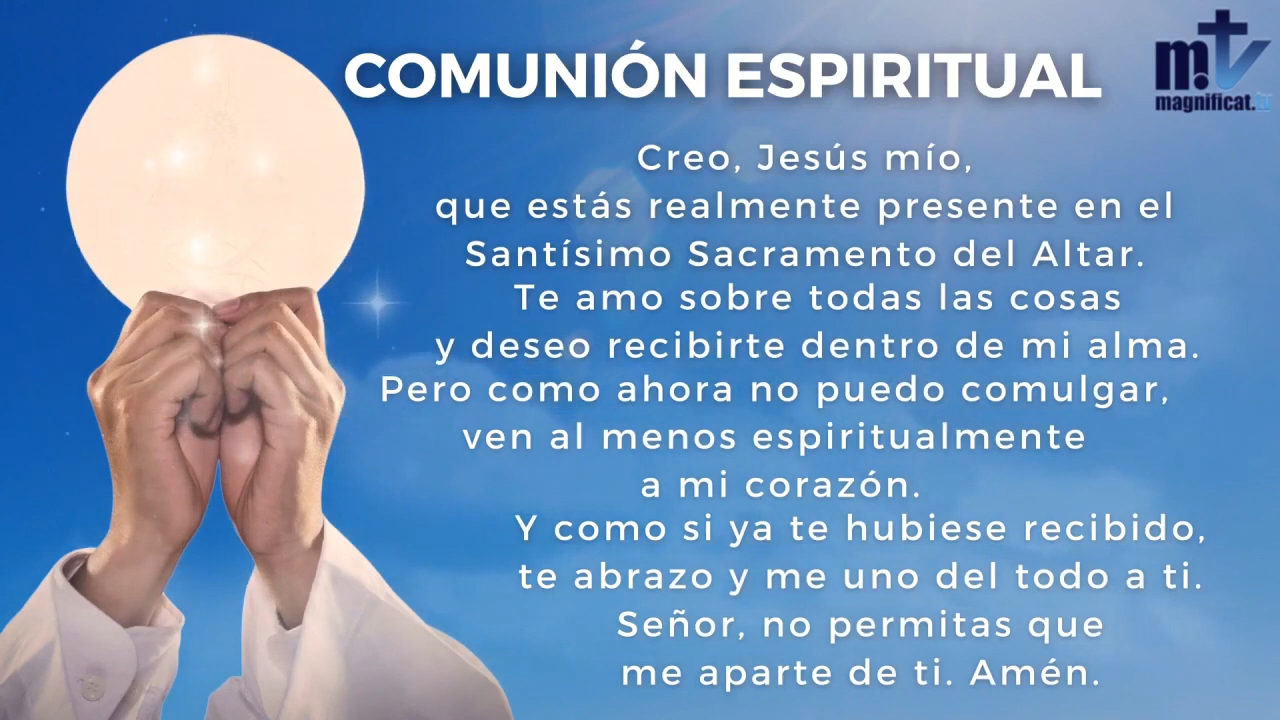 COMUNIÓN ESPIRITUAL
m.tv
magnificat.tv
Creo, Jesús mío,
que estás realmente presente en el
Santísimo Sacramento del Altar.
Te amo sobre todas las cosas
y deseo recibirte dentro de mi alma.
Pero como ahora no puedo comulgar,
ven al menos espiritualmente
a mi corazón.
Y como si ya te hubiese recibido,
te abrazo y me uno del todo a ti.
Señor, no permitas que
me aparte de ti. Amén.